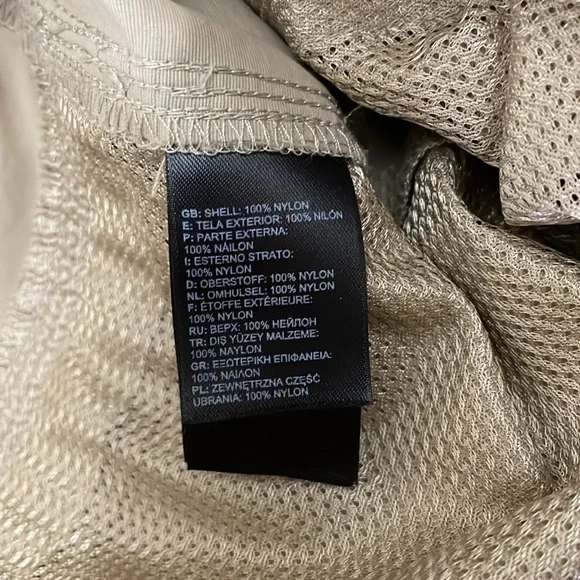 GB: SHELL: 100% NYLON
E: TELA EXTERIOR: 100% NILÓN
P: PARTE EXTERNA:
100% NÁILON
I: ESTERNO STRATO:
100% NYLON
D: OBERSTOFF: 100% NYLON
NL: OMHULSEL: 100% NYLON
F: ÉTOFFE EXTÉRIEURE:
100% NYLON
RU: ВЕРХ: 100% НЕЙЛОН
TR: DIŞ YÜZEY MALZEME:
100% NAYLON
GR: ΕΞΩΤΕΡΙΚΗ ΕΠΙΦΑΝΕΙΑ:
100% ΝΑΪΛΟΝ
PL: ZEWNĘTRZNA CZĘŚĆ
UBRANIA: 100% NYLON